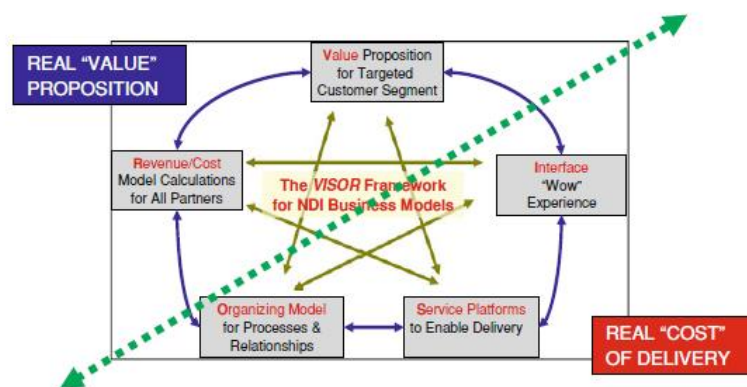 REAL “VALUE”
PROPOSITION
Value Proposition
for Targeted
Customer Segment
Revenue/Cost
Model Calculations
for All Partners
The VISOR Framework
for NDI Business Models
Interface
“Wow”
Experience
Organizing Model
for Processes &
Relationships
Service Platforms
to Enable Delivery
REAL “COST”
OF DELIVERY